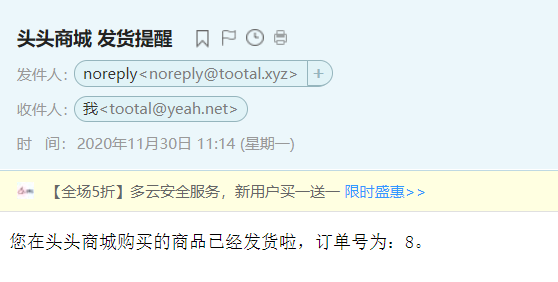 头头商城 发货提醒
发件人： noreply<noreply@tootal.xyz> +
收件人： 我<tootal@yeah.net>
时 间： 2020年11月30日 11:14 (星期一)
【全场5折】多云安全服务，新用户买一送一 限时盛惠>>
您在头头商城购买的商品已经发货啦，订单号为：8。